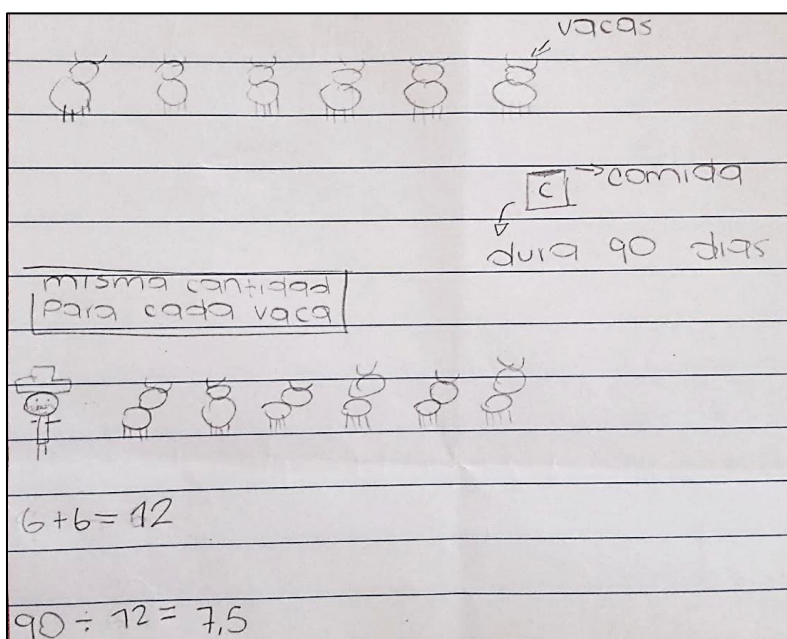 vacas
C → comida
dura 90 dias
misma cantidad
para cada vaca
6+6=12
90 ÷ 12 = 7,5